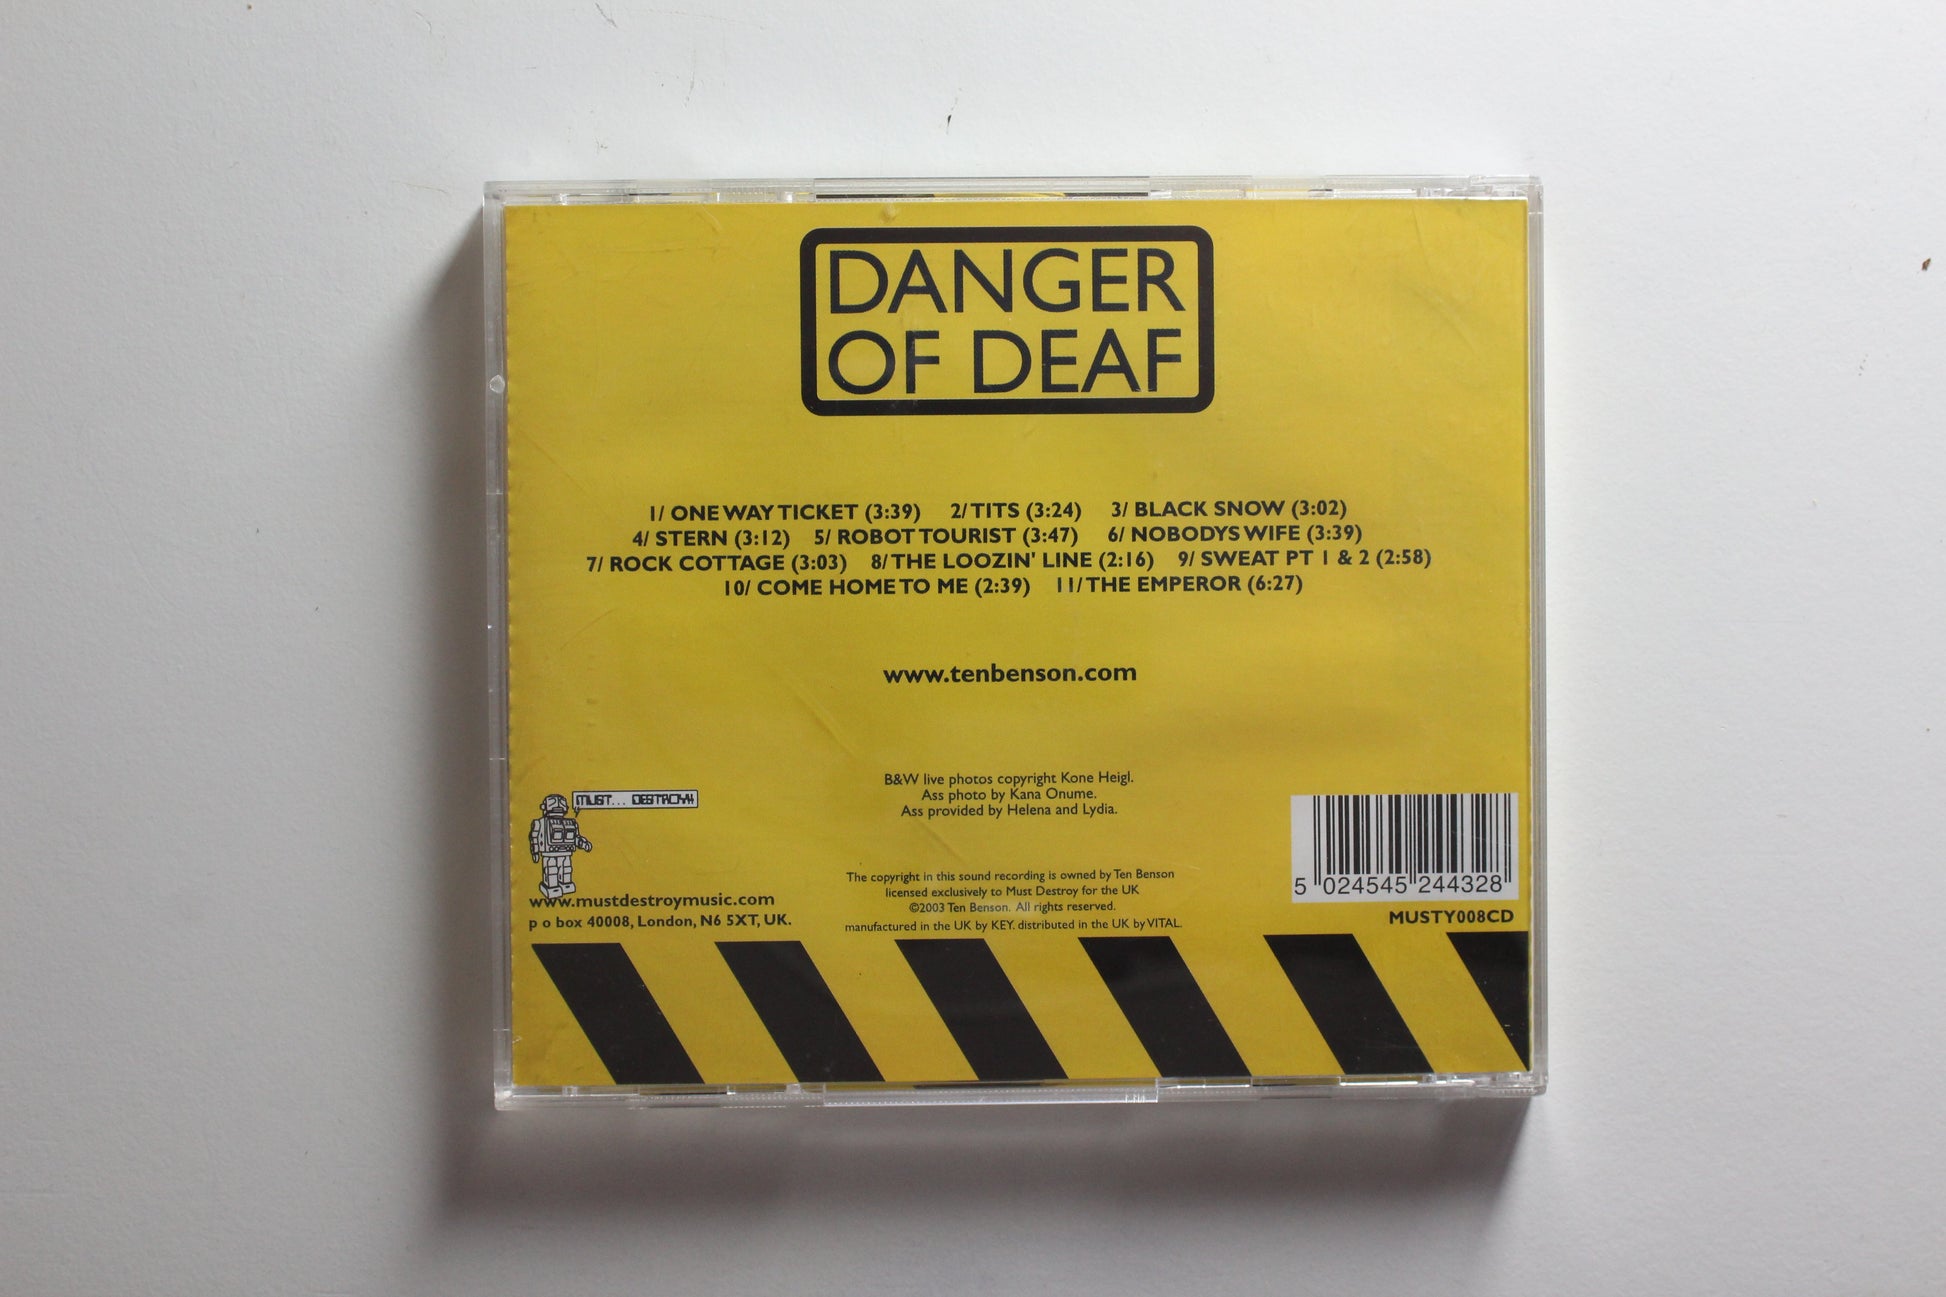 DANGER
OF DEAF
1/ ONE WAY TICKET (3:39) 2/ TITS (3:24) 3/ BLACK SNOW (3:02)
4/ STERN (3:12) 5/ ROBOT TOURIST (3:47) 6/ NOBODYS WIFE (3:39)
7/ ROCK COTTAGE (3:03) 8/ THE LOOZIN' LINE (2:16) 9/ SWEAT PT 1 & 2 (2:58)
10/ COME HOME TO ME (2:39) 11/ THE EMPEROR (6:27)
www.tenbenson.com
B&W live photos copyright Kone Heigl.
Ass photo by Kana Onume.
Ass provided by Helena and Lydia.
MUST... DESTROY!!
www.mustdestroymusic.com
p o box 40008, London, N6 5XT, UK.
The copyright in this sound recording is owned by Ten Benson
licensed exclusively to Must Destroy for the UK
©2003 Ten Benson. All rights reserved.
manufactured in the UK by KEY. distributed in the UK by VITAL.
5 024545 244328
MUSTY008CD